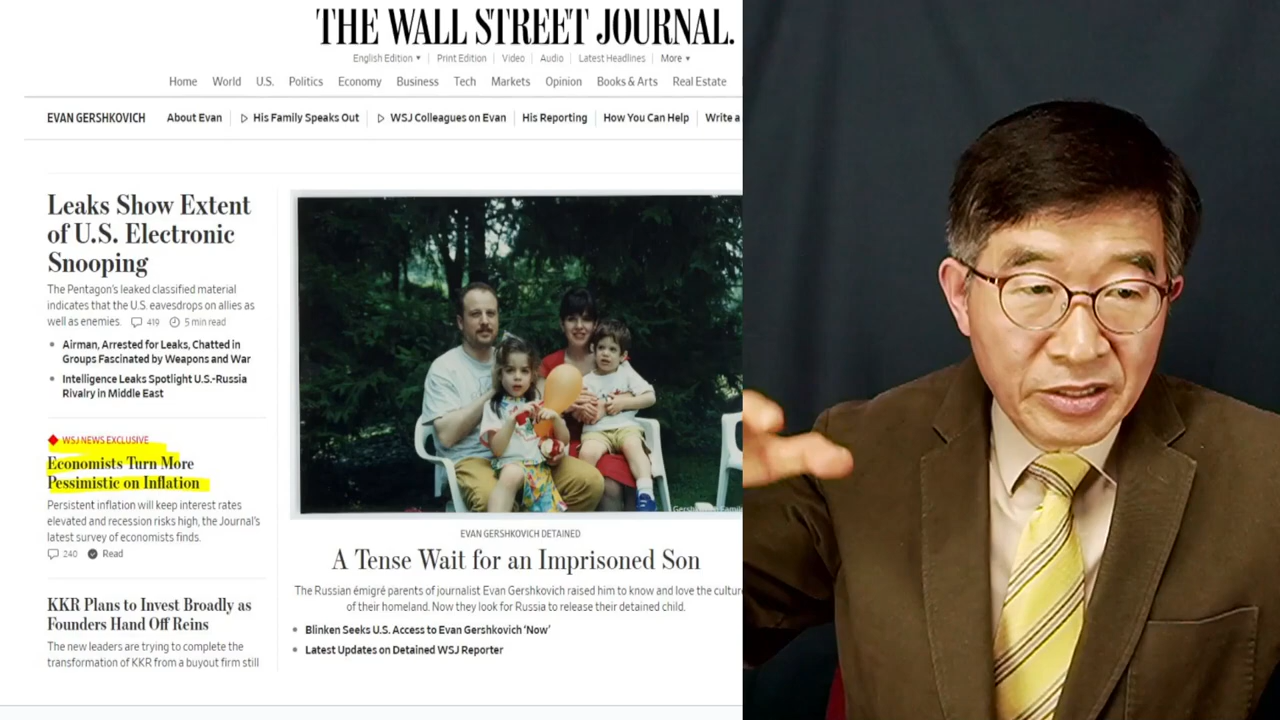 THE WALL STREET JOURNAL.
English Edition ▾ | Print Edition | Video | Audio | Latest Headlines | More ▾
Home World U.S. Politics Economy Business Tech Markets Opinion Books & Arts Real Estate
EVAN GERSHKOVICH About Evan | ▷ His Family Speaks Out | ▷ WSJ Colleagues on Evan | His Reporting | How You Can Help | Write a
Leaks Show Extent
of U.S. Electronic
Snooping
The Pentagon's leaked classified material
indicates that the U.S. eavesdrops on allies as
well as enemies. 419 5 min read
• Airman, Arrested for Leaks, Chatted in
Groups Fascinated by Weapons and War
• Intelligence Leaks Spotlight U.S.-Russia
Rivalry in Middle East
WSJ NEWS EXCLUSIVE
Economists Turn More
Pessimistic on Inflation
Persistent inflation will keep interest rates
elevated and recession risks high, the Journal's
latest survey of economists finds.
240 Read
KKR Plans to Invest Broadly as
Founders Hand Off Reins
The new leaders are trying to complete the
transformation of KKR from a buyout firm still
EVAN GERSHKOVICH DETAINED
A Tense Wait for an Imprisoned Son
The Russian émigré parents of journalist Evan Gershkovich raised him to know and love the cultur
of their homeland. Now they look for Russia to release their detained child.
• Blinken Seeks U.S. Access to Evan Gershkovich 'Now'
• Latest Updates on Detained WSJ Reporter